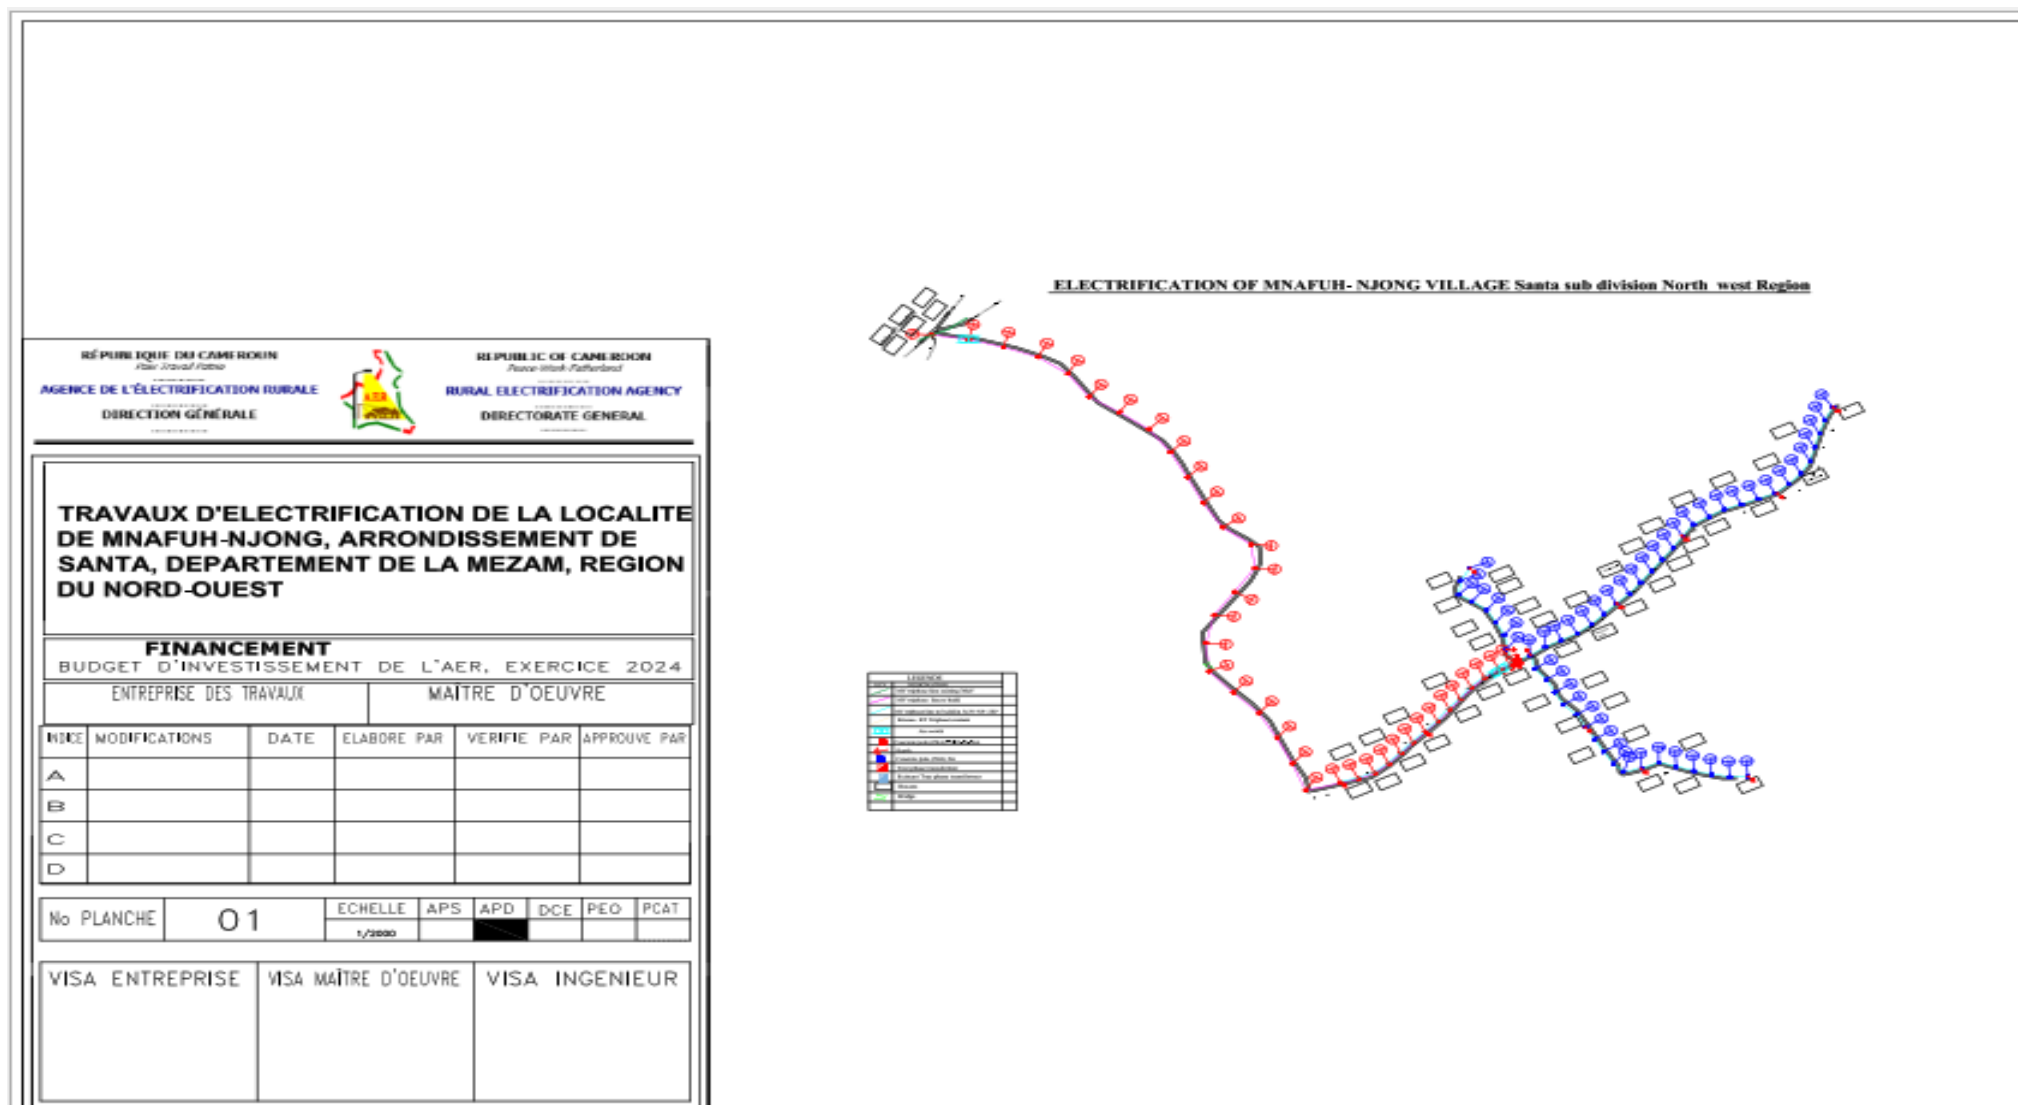 ELECTRIFICATION OF MNAFUH- NJONG VILLAGE Santa sub division North west Region
RÉPUBLIQUE DU CAMEROUN
Paix Travail Patrie
AGENCE DE L'ÉLECTRIFICATION RURALE
DIRECTION GÉNÉRALE
REPUBLIC OF CAMEROON
Peace-Work-Fatherland
RURAL ELECTRIFICATION AGENCY
DIRECTORATE GENERAL
TRAVAUX D'ELECTRIFICATION DE LA LOCALITE
DE MNAFUH-NJONG, ARRONDISSEMENT DE
SANTA, DEPARTEMENT DE LA MEZAM, REGION
DU NORD-OUEST
FINANCEMENT
BUDGET D'INVESTISSEMENT DE L'AER, EXERCICE 2024
ENTREPRISE DES TRAVAUX MAÎTRE D'OEUVRE
INDICE MODIFICATIONS DATE ELABORE PAR VERIFIE PAR APPROUVE PAR
A
B
C
D
No PLANCHE 01 ECHELLE APS APD DCE PEO PCAT
1/2000
VISA ENTREPRISE VISA MAÎTRE D'OEUVRE VISA INGENIEUR
LEGENDE